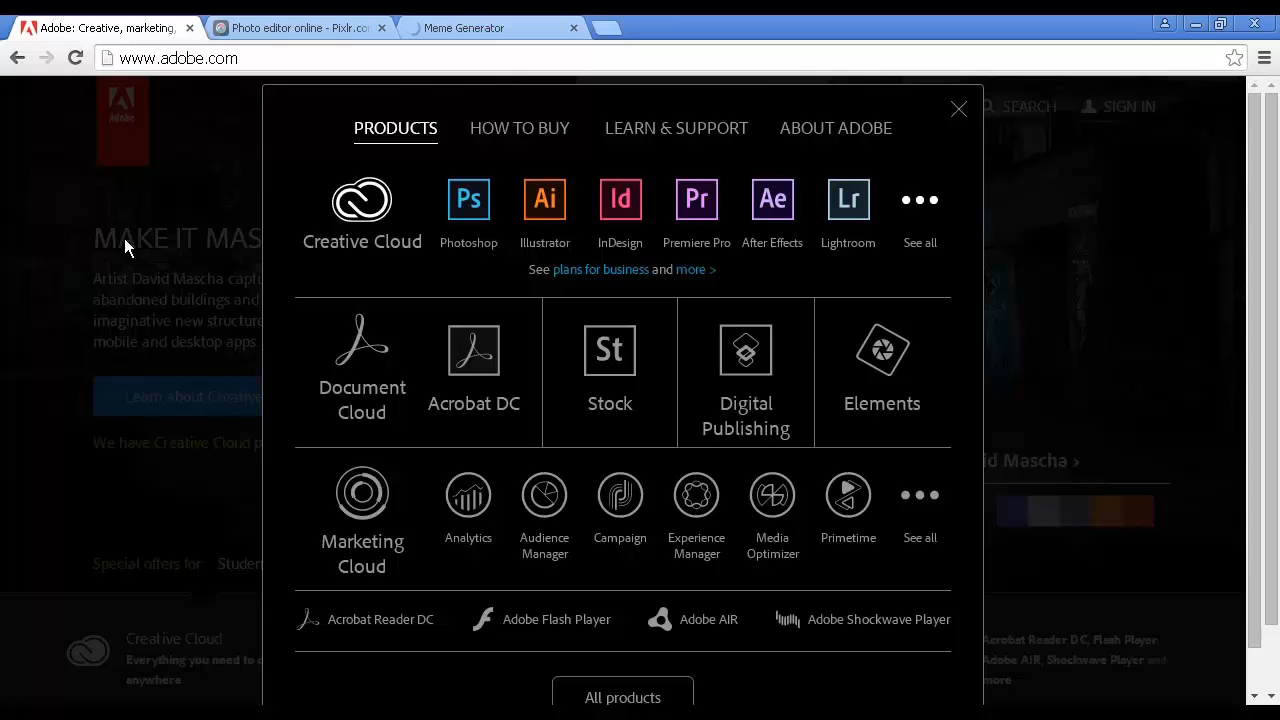 Adobe: Creative, marketing,
Photo editor online - Pixlr.co
Meme Generator
www.adobe.com
Adobe
SEARCH
SIGN IN
PRODUCTS
HOW TO BUY
LEARN & SUPPORT
ABOUT ADOBE
Ps
Ai
Id
Pr
Ae
Lr
Creative Cloud
Photoshop
Illustrator
InDesign
Premiere Pro
After Effects
Lightroom
See all
See plans for business and more >
MAKE IT MAS
Artist David Mascha captu
abandoned buildings and
imaginative new structure
mobile and desktop apps.
Learn about Creative
We have Creative Cloud p
St
Document
Cloud
Acrobat DC
Stock
Digital
Publishing
Elements
id Mascha ›
Marketing
Cloud
Analytics
Audience
Manager
Campaign
Experience
Manager
Media
Optimizer
Primetime
See all
Special offers for
Studen
Acrobat Reader DC
Adobe Flash Player
Adobe AIR
Adobe Shockwave Player
Creative Cloud
Everything you need to c
anywhere
Acrobat Reader DC, Flash Player,
Adobe AIR, Shockwave Player and
more
All products